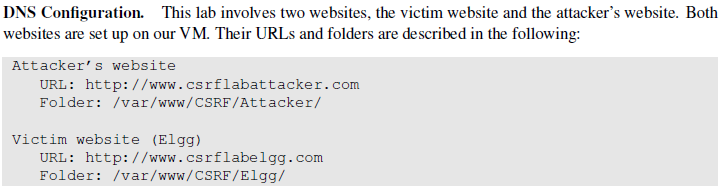 DNS Configuration. This lab involves two websites, the victim website and the attacker's website. Both
websites are set up on our VM. Their URLs and folders are described in the following:
Attacker's website
URL: http://www.csrflabattacker.com
Folder: /var/www/CSRF/Attacker/
Victim website (Elgg)
URL: http://www.csrflabelgg.com
Folder: /var/www/CSRF/Elgg/